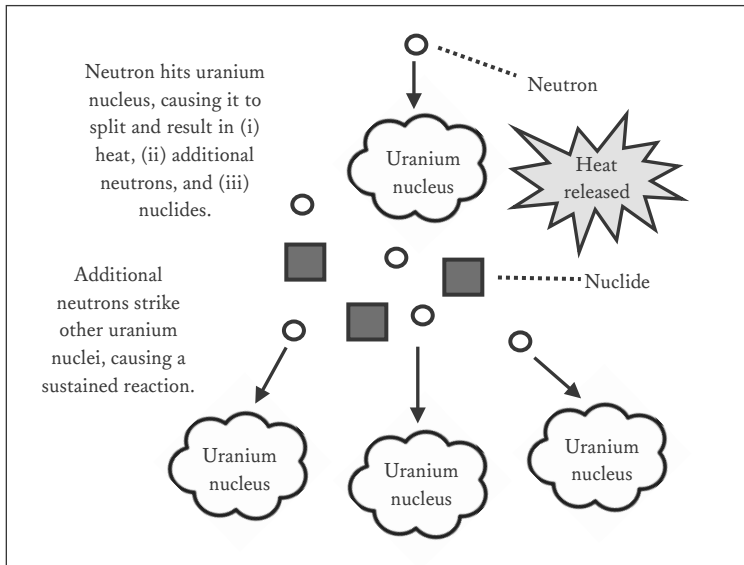 Neutron hits uranium
nucleus, causing it to
split and result in (i)
heat, (ii) additional
neutrons, and (iii)
nuclides.
Neutron
Uranium
nucleus
Heat
released
Additional
neutrons strike
other uranium
nuclei, causing a
sustained reaction.
Nuclide
Uranium
nucleus
Uranium
nucleus
Uranium
nucleus